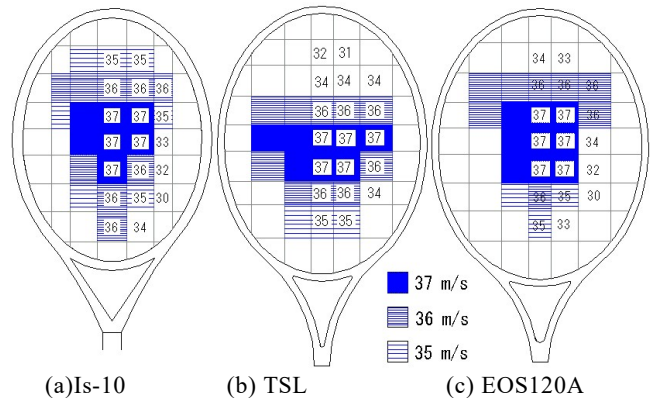 35 35
36 36 36
37 37 35
37 37 33
37 36 32
36 35 30
36 34
32 31
34 34 34
36 36 36
37 37 37
37 37 36
36 36 34
35 35
34 33
36 36 36
37 37 36
37 37 34
37 37 32
36 35 30
35 33
37 m/s
36 m/s
35 m/s
(a)Is-10 (b) TSL (c) EOS120A